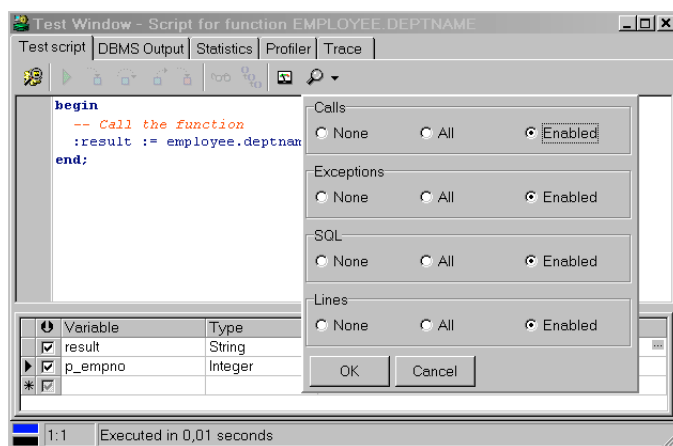 Test Window - Script for function EMPLOYEE.DEPTNAME
Test script DBMS Output Statistics Profiler Trace
begin
-- Call the function
:result := employee.deptnam
end;
Calls
None All Enabled
Exceptions
None All Enabled
SQL
None All Enabled
Lines
None All Enabled
OK Cancel
Variable Type
result String
p_empno Integer
1:1 Executed in 0,01 seconds